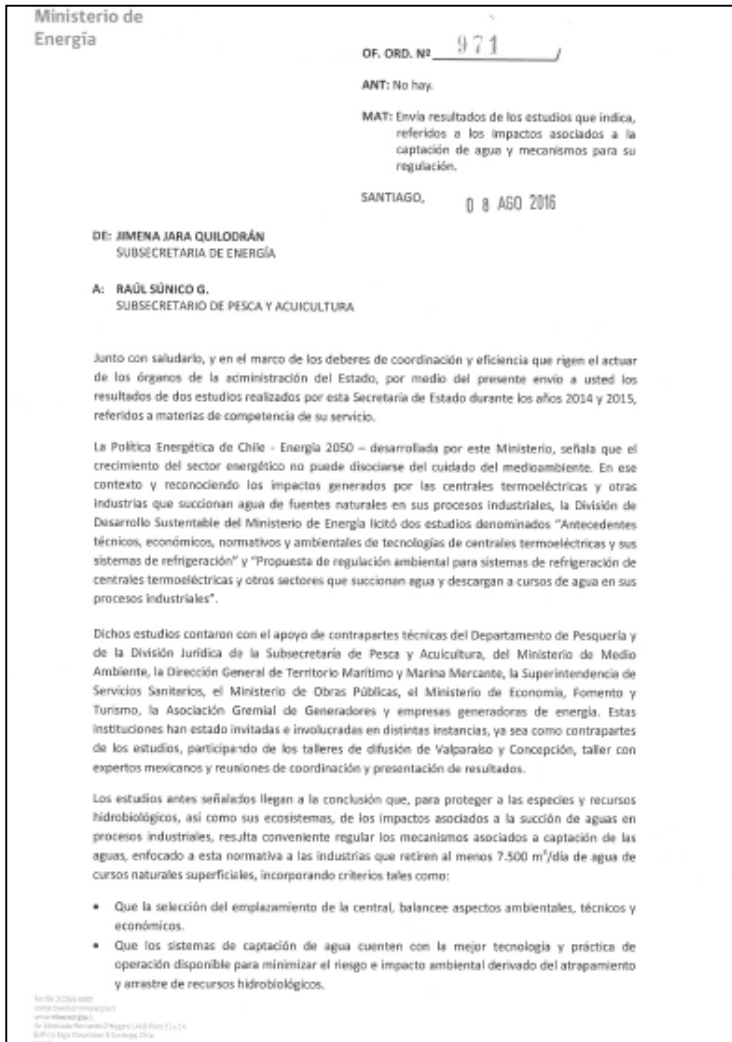 Ministerio de
Energía
OF. ORD. Nº 971 /
ANT: No hay.
MAT: Envía resultados de los estudios que indica,
referidos a los impactos asociados a la
captación de agua y mecanismos para su
regulación.
SANTIAGO, 08 AGO 2016
DE: JIMENA JARA QUILODRÁN
SUBSECRETARIA DE ENERGÍA
A: RAÚL SÚNICO G.
SUBSECRETARIO DE PESCA Y ACUICULTURA
Junto con saludarlo, y en el marco de los deberes de coordinación y eficiencia que rigen el actuar
de los órganos de la administración del Estado, por medio del presente envío a usted los
resultados de dos estudios realizados por esta Secretaría de Estado durante los años 2014 y 2015,
referidos a materias de competencia de su servicio.
La Política Energética de Chile - Energía 2050 – desarrollada por este Ministerio, señala que el
crecimiento del sector energético no puede disociarse del cuidado del medioambiente. En ese
contexto y reconociendo los impactos generados por las centrales termoeléctricas y otras
industrias que succionan agua de fuentes naturales en sus procesos industriales, la División de
Desarrollo Sustentable del Ministerio de Energía licitó dos estudios denominados "Antecedentes
técnicos, económicos, normativos y ambientales de tecnologías de centrales termoeléctricas y sus
sistemas de refrigeración" y "Propuesta de regulación ambiental para sistemas de refrigeración de
centrales termoeléctricas y otros sectores que succionan agua y descargan a cursos de agua en sus
procesos industriales".
Dichos estudios contaron con el apoyo de contrapartes técnicas del Departamento de Pesquería y
de la División Jurídica de la Subsecretaría de Pesca y Acuicultura, del Ministerio de Medio
Ambiente, la Dirección General de Territorio Marítimo y Marina Mercante, la Superintendencia de
Servicios Sanitarios, el Ministerio de Obras Públicas, el Ministerio de Economía, Fomento y
Turismo, la Asociación Gremial de Generadores y empresas generadoras de energía. Estas
instituciones han estado invitadas e involucradas en distintas instancias, ya sea como contrapartes
de los estudios, participando de los talleres de difusión de Valparaíso y Concepción, taller con
expertos mexicanos y reuniones de coordinación y presentación de resultados.
Los estudios antes señalados llegan a la conclusión que, para proteger a las especies y recursos
hidrobiológicos, así como sus ecosistemas, de los impactos asociados a la succión de aguas en
procesos industriales, resulta conveniente regular los mecanismos asociados a captación de las
aguas, enfocado a esta normativa a las industrias que retiren al menos 7.500 m³/día de agua de
cursos naturales superficiales, incorporando criterios tales como:
• Que la selección del emplazamiento de la central, balancee aspectos ambientales, técnicos y
económicos.
• Que los sistemas de captación de agua cuenten con la mejor tecnología y práctica de
operación disponible para minimizar el riesgo e impacto ambiental derivado del atrapamiento
y arrastre de recursos hidrobiológicos.